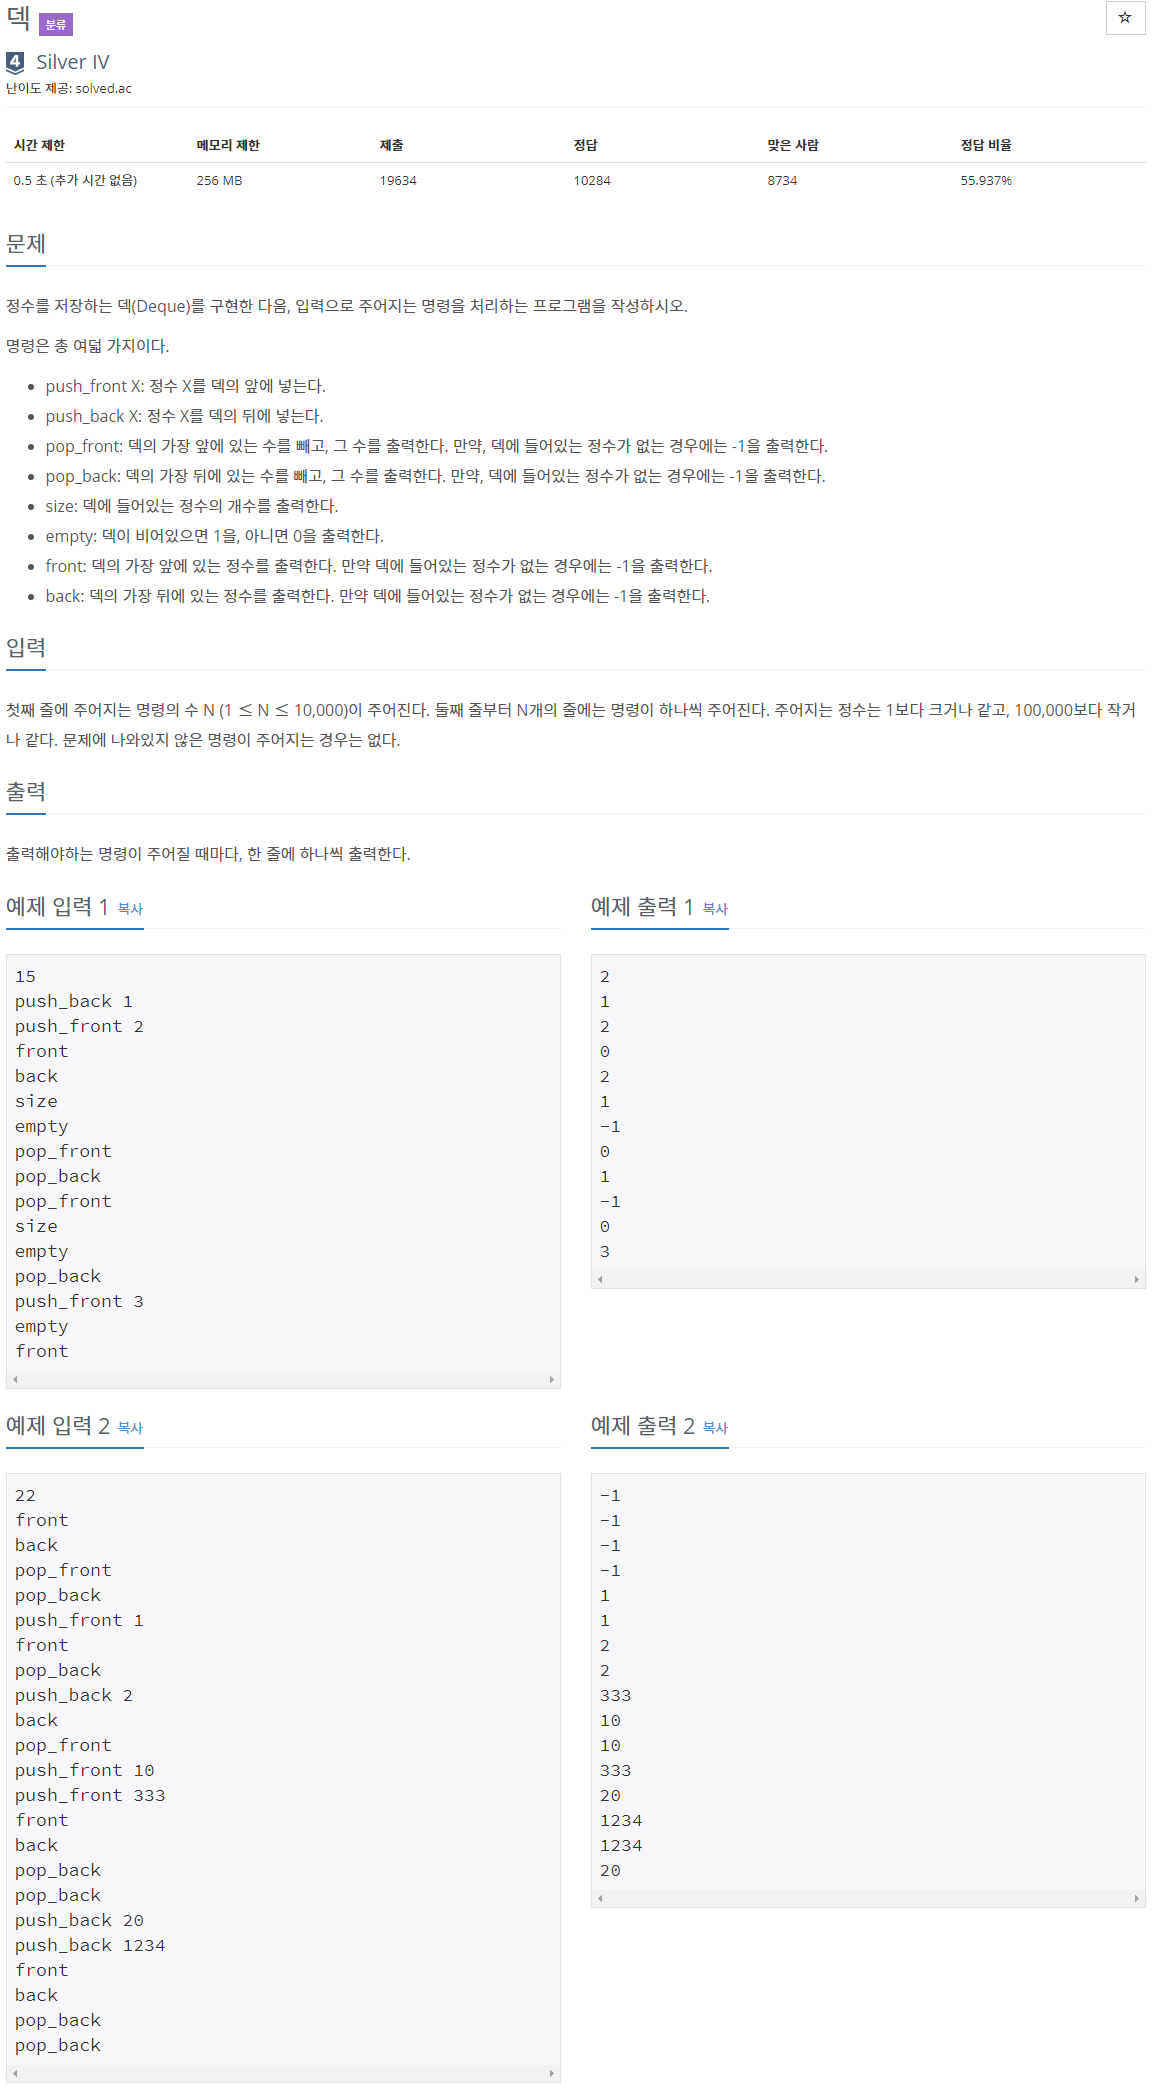 덱 분류
☆
4 Silver IV
난이도 제공: solved.ac
시간 제한 메모리 제한 제출 정답 맞은 사람 정답 비율
0.5 초 (추가 시간 없음) 256 MB 19634 10284 8734 55.937%
문제
정수를 저장하는 덱(Deque)를 구현한 다음, 입력으로 주어지는 명령을 처리하는 프로그램을 작성하시오.
명령은 총 여덟 가지이다.
• push_front X: 정수 X를 덱의 앞에 넣는다.
• push_back X: 정수 X를 덱의 뒤에 넣는다.
• pop_front: 덱의 가장 앞에 있는 수를 빼고, 그 수를 출력한다. 만약, 덱에 들어있는 정수가 없는 경우에는 -1을 출력한다.
• pop_back: 덱의 가장 뒤에 있는 수를 빼고, 그 수를 출력한다. 만약, 덱에 들어있는 정수가 없는 경우에는 -1을 출력한다.
• size: 덱에 들어있는 정수의 개수를 출력한다.
• empty: 덱이 비어있으면 1을, 아니면 0을 출력한다.
• front: 덱의 가장 앞에 있는 정수를 출력한다. 만약 덱에 들어있는 정수가 없는 경우에는 -1을 출력한다.
• back: 덱의 가장 뒤에 있는 정수를 출력한다. 만약 덱에 들어있는 정수가 없는 경우에는 -1을 출력한다.
입력
첫째 줄에 주어지는 명령의 수 N (1 ≤ N ≤ 10,000)이 주어진다. 둘째 줄부터 N개의 줄에는 명령이 하나씩 주어진다. 주어지는 정수는 1보다 크거나 같고, 100,000보다 작거
나 같다. 문제에 나와있지 않은 명령이 주어지는 경우는 없다.
출력
출력해야하는 명령이 주어질 때마다, 한 줄에 하나씩 출력한다.
예제 입력 1 복사
15
push_back 1
push_front 2
front
back
size
empty
pop_front
pop_back
pop_front
size
empty
pop_back
push_front 3
empty
front
예제 출력 1 복사
2
1
2
0
2
1
-1
0
1
-1
0
3
예제 입력 2 복사
22
front
back
pop_front
pop_back
push_front 1
front
pop_back
push_back 2
back
pop_front
push_front 10
push_front 333
front
back
pop_back
pop_back
push_back 20
push_back 1234
front
back
pop_back
pop_back
예제 출력 2 복사
-1
-1
-1
-1
1
1
2
2
333
10
10
333
20
1234
1234
20